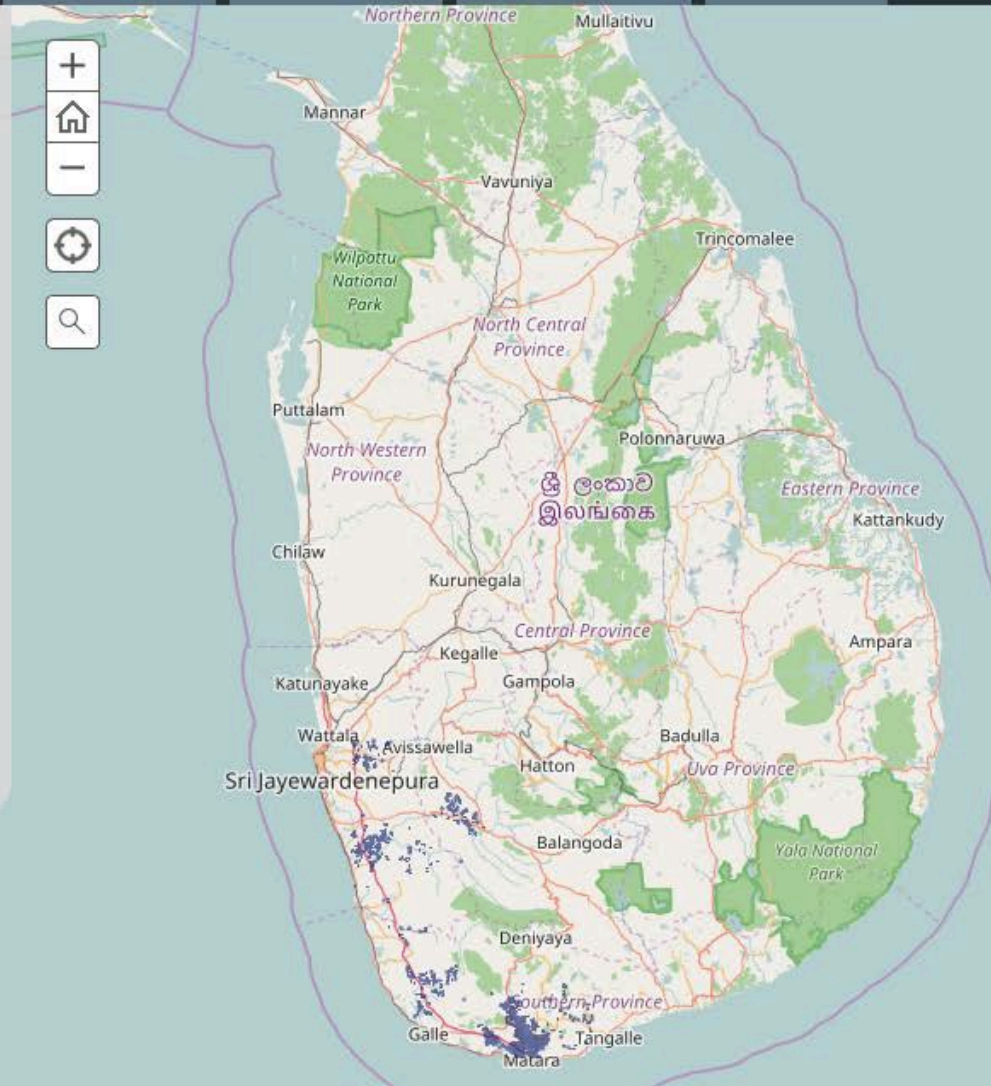 Northern Province
Mullaitivu
Mannar
Vavuniya
Trincomalee
Wilpattu
National
Park
North Central
Province
Puttalam
Polonnaruwa
North Western
Province
ශ්‍රී ලංකාව
இலங்கை
Eastern Province
Kattankudy
Chilaw
Kurunegala
Central Province
Ampara
Kegalle
Katunayake
Gampola
Wattala
Badulla
Avissawella
Hatton
Uva Province
Sri Jayewardenepura
Balangoda
Yala National
Park
Deniyaya
Southern Province
Galle
Tangalle
Matara